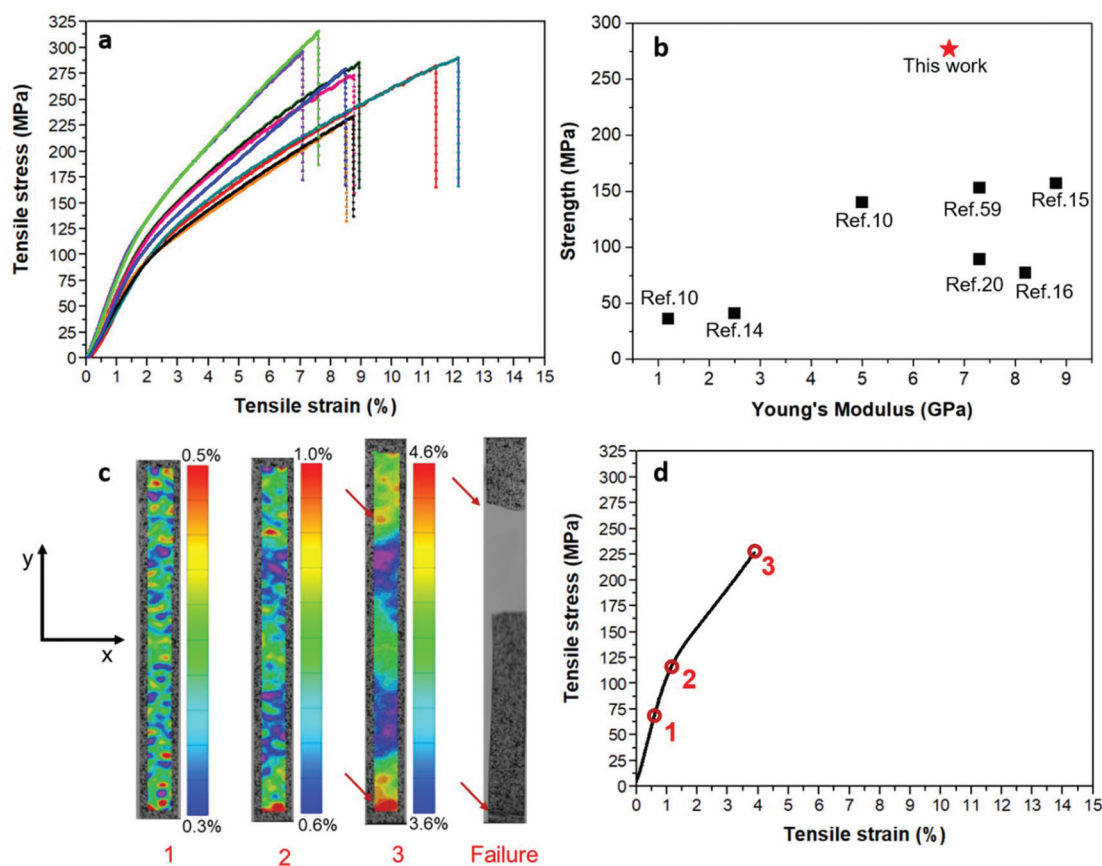 a
Tensile stress (MPa)
325
300
275
250
225
200
175
150
125
100
75
50
25
0
0 1 2 3 4 5 6 7 8 9 10 11 12 13 14 15
Tensile strain (%)
b
Strength (MPa)
300
250
200
150
100
50
0
This work
Ref.10
Ref.59
Ref.15
Ref.20
Ref.16
Ref.10
Ref.14
1 2 3 4 5 6 7 8 9
Young's Modulus (GPa)
c
y
x
0.5%
0.3%
1
1.0%
0.6%
2
4.6%
3.6%
3
Failure
d
Tensile stress (MPa)
325
300
275
250
225
200
175
150
125
100
75
50
25
0
1
2
3
0 1 2 3 4 5 6 7 8 9 10 11 12 13 14 15
Tensile strain (%)